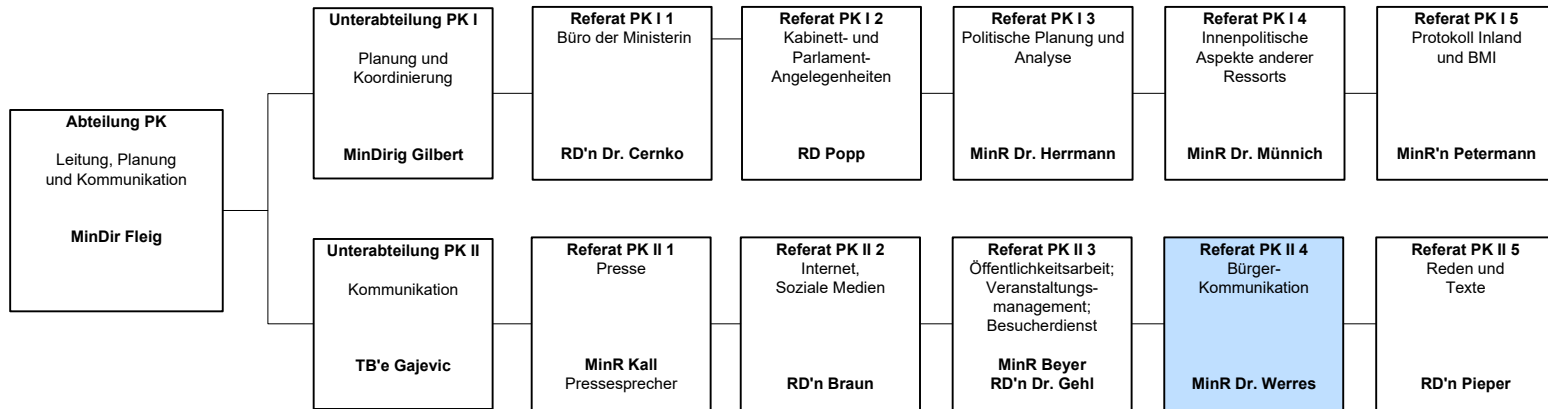 Abteilung PK
Leitung, Planung
und Kommunikation
MinDir Fleig
Unterabteilung PK I
Planung und
Koordinierung
MinDirig Gilbert
Referat PK I 1
Büro der Ministerin
RD'n Dr. Cernko
Referat PK I 2
Kabinett- und
Parlament-
Angelegenheiten
RD Popp
Referat PK I 3
Politische Planung und
Analyse
MinR Dr. Herrmann
Referat PK I 4
Innenpolitische
Aspekte anderer
Ressorts
MinR Dr. Münnich
Referat PK I 5
Protokoll Inland
und BMI
MinR'n Petermann
Unterabteilung PK II
Kommunikation
TB'e Gajevic
Referat PK II 1
Presse
MinR Kall
Pressesprecher
Referat PK II 2
Internet,
Soziale Medien
RD'n Braun
Referat PK II 3
Öffentlichkeitsarbeit;
Veranstaltungs-
management;
Besucherdienst
MinR Beyer
RD'n Dr. Gehl
Referat PK II 4
Bürger-
Kommunikation
MinR Dr. Werres
Referat PK II 5
Reden und
Texte
RD'n Pieper